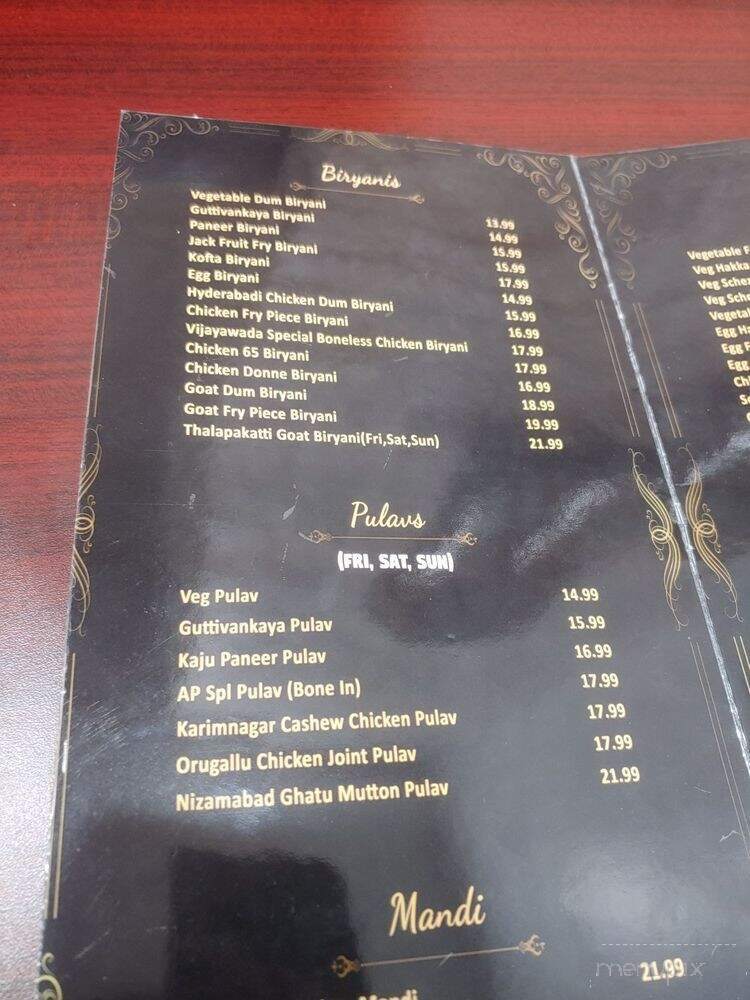 Biryanis
Vegetable Dum Biryani 13.99
Guttivankaya Biryani 14.99
Paneer Biryani 15.99
Jack Fruit Fry Biryani 15.99
Kofta Biryani 17.99
Egg Biryani 14.99
Hyderabadi Chicken Dum Biryani 15.99
Chicken Fry Piece Biryani 16.99
Vijayawada Special Boneless Chicken Biryani 17.99
Chicken 65 Biryani 17.99
Chicken Donne Biryani 16.99
Goat Dum Biryani 18.99
Goat Fry Piece Biryani 19.99
Thalapakatti Goat Biryani(Fri,Sat,Sun) 21.99
Pulavs
(FRI, SAT, SUN)
Veg Pulav 14.99
Guttivankaya Pulav 15.99
Kaju Paneer Pulav 16.99
AP Spl Pulav (Bone In) 17.99
Karimnagar Cashew Chicken Pulav 17.99
Orugallu Chicken Joint Pulav 17.99
Nizamabad Ghatu Mutton Pulav 21.99
Mandi
21.99
Mandi
Vegetable
Veg Hakka
Veg
Veg
Egg
Egg
Egg
menupix